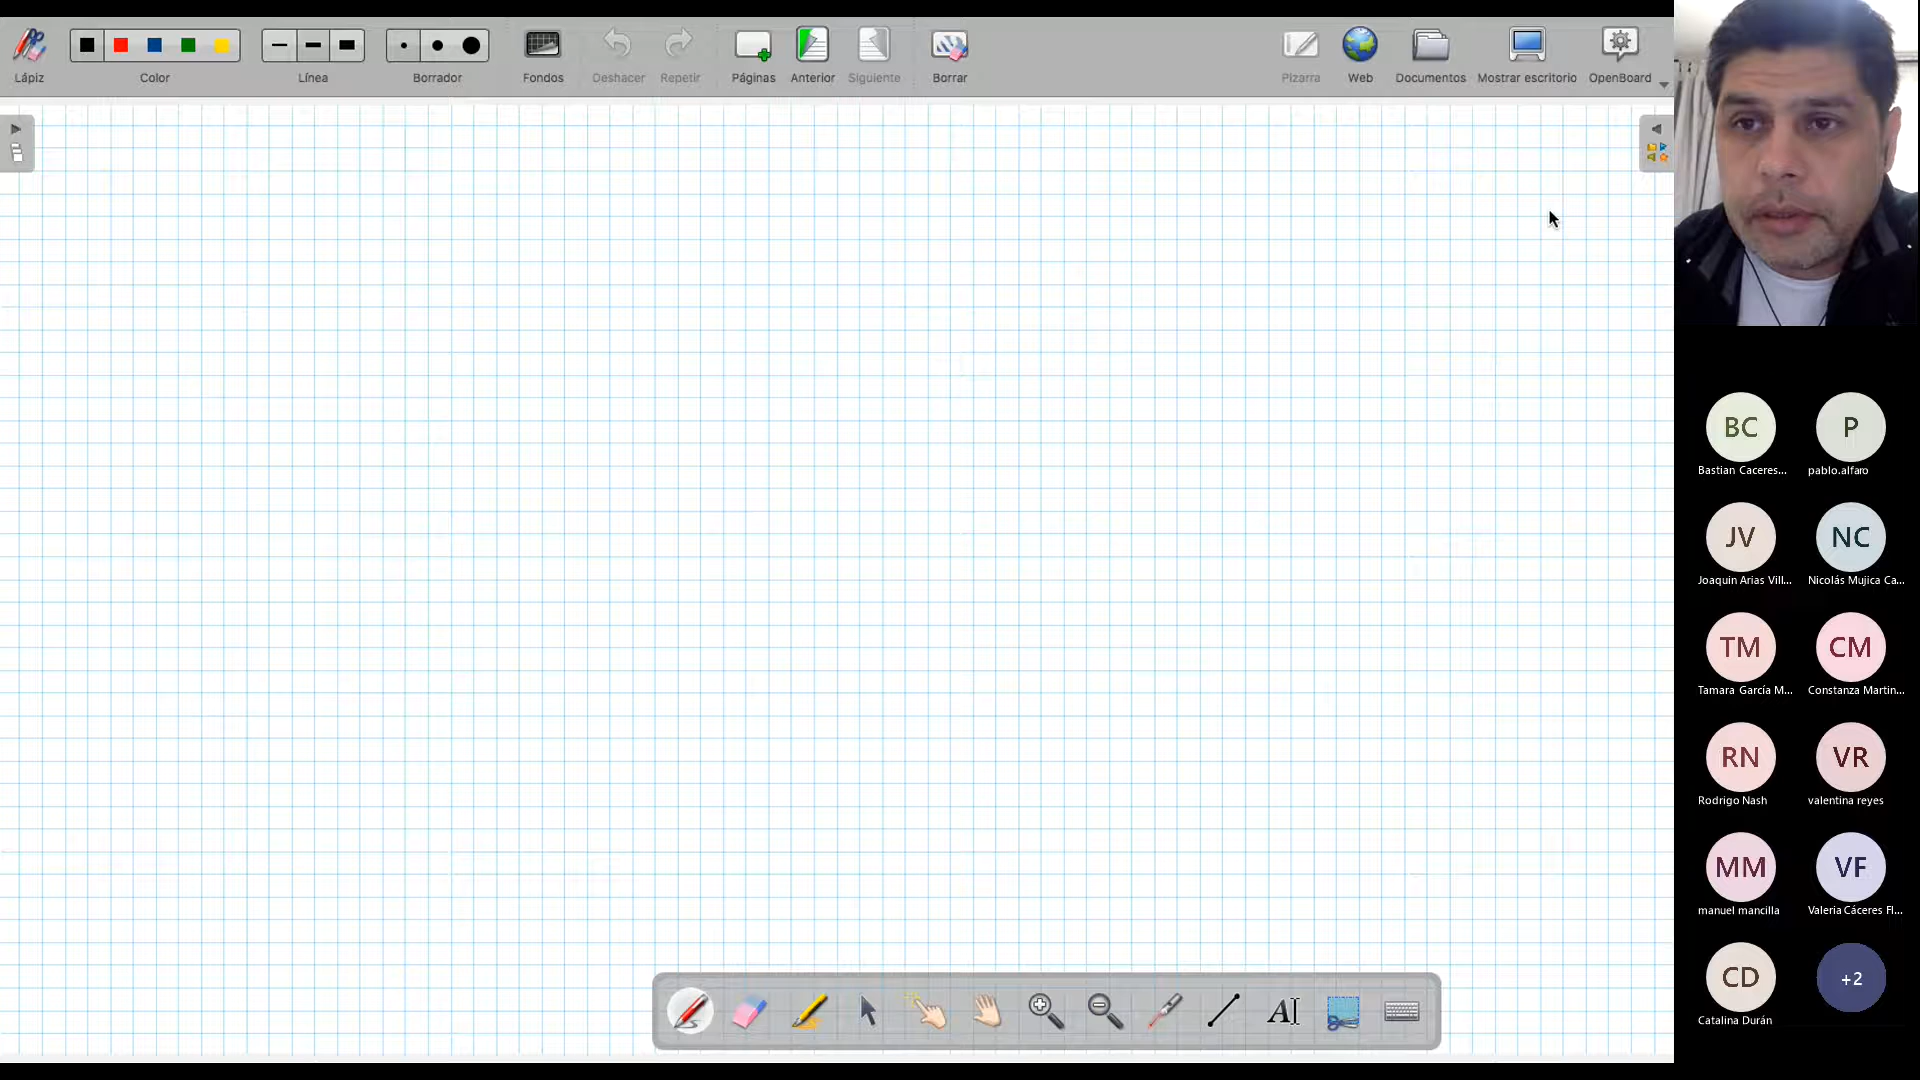 Lápiz
Color
Línea
Borrador
Fondos
Deshacer
Repetir
Páginas
Anterior
Siguiente
Borrar
Pizarra
Web
Documentos
Mostrar escritorio
OpenBoard
BC
P
Bastian Caceres...
pablo.alfaro
JV
NC
Joaquin Arias Vill...
Nicolás Mujica Ca...
TM
CM
Tamara García M...
Constanza Martin...
RN
VR
Rodrigo Nash
valentina reyes
MM
VF
manuel mancilla
Valeria Cáceres Fl...
CD
+2
Catalina Durán
AI